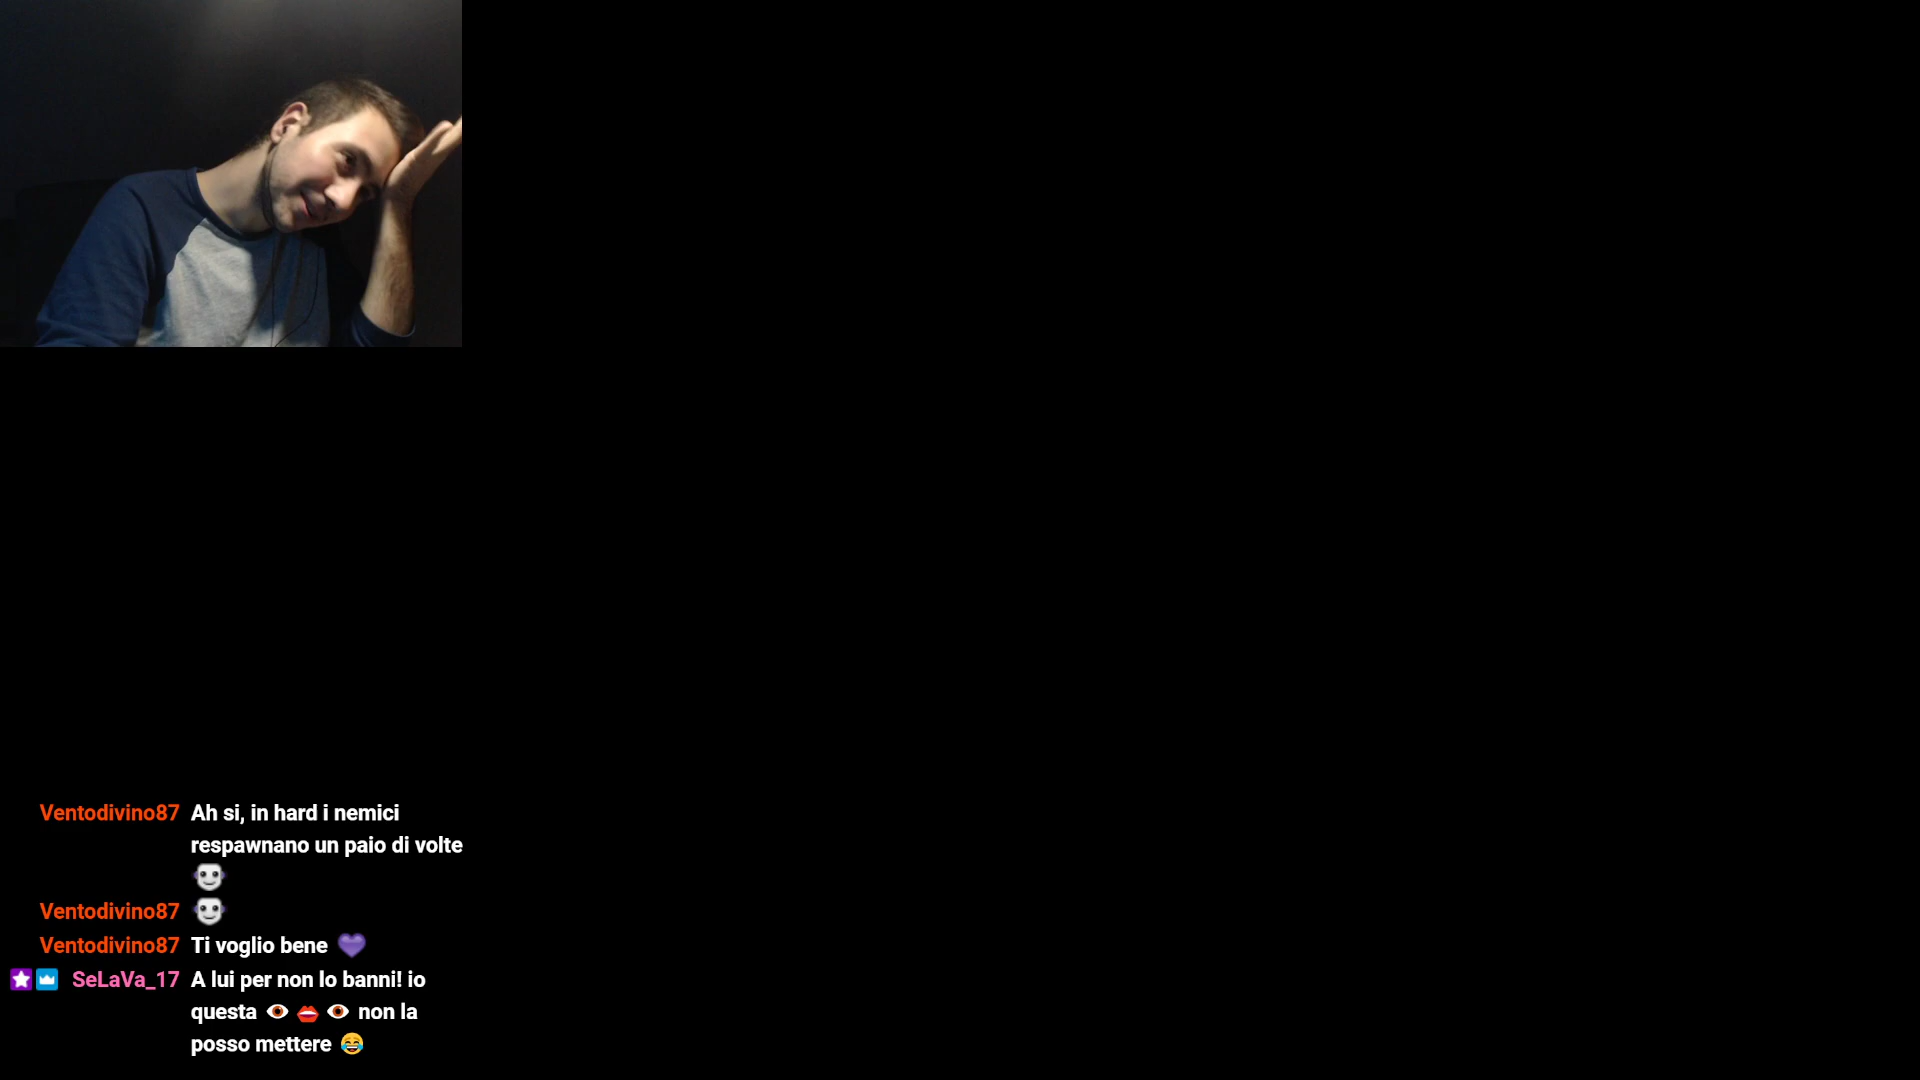 Ventodivino87 Ah si, in hard i nemici
respawnano un paio di volte
Ventodivino87
Ventodivino87 Ti voglio bene 💜
SeLaVa_17 A lui per non lo banni! io
questa 👁️ 👄 👁️ non la
posso mettere 😂